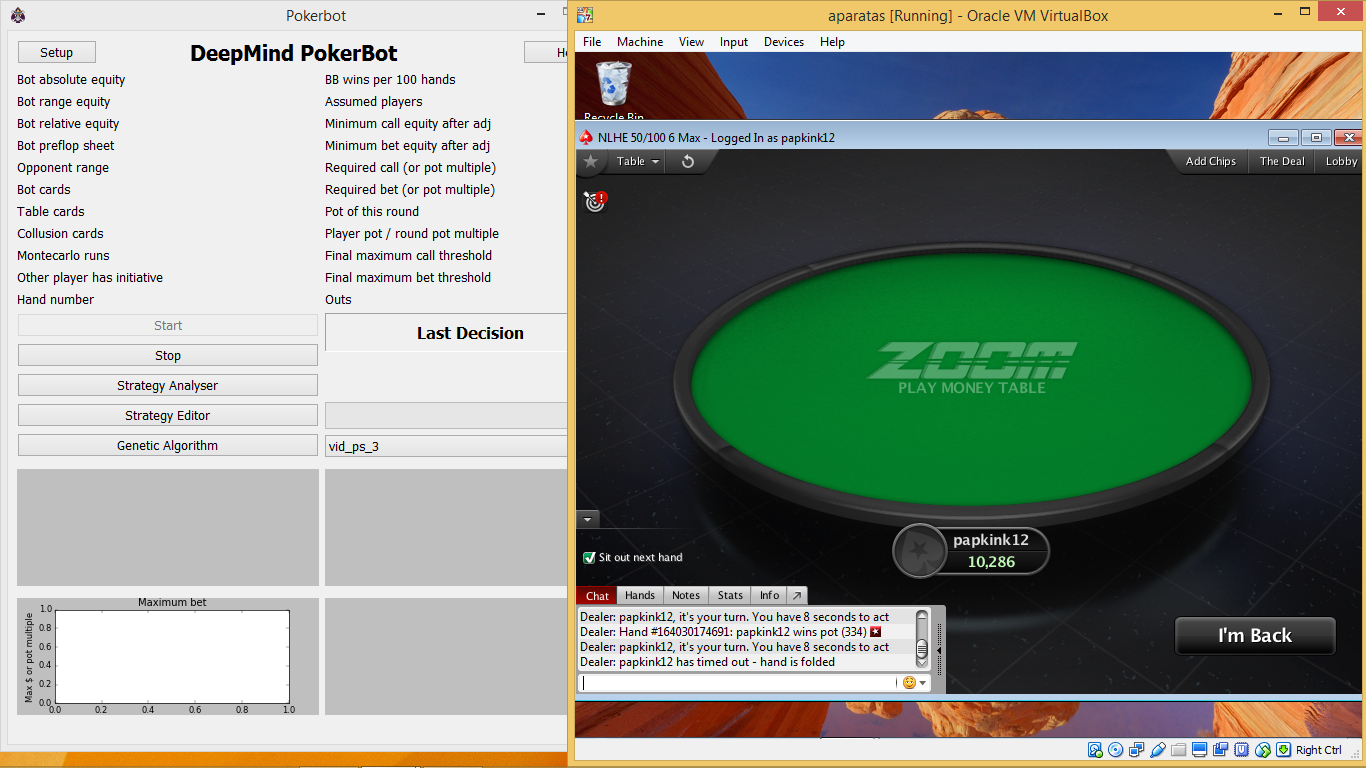 Pokerbot
Setup
DeepMind PokerBot
Bot absolute equity
Bot range equity
Bot relative equity
Bot preflop sheet
Opponent range
Bot cards
Table cards
Collusion cards
Montecarlo runs
Other player has initiative
Hand number
BB wins per 100 hands
Assumed players
Minimum call equity after adj
Minimum bet equity after adj
Required call (or pot multiple)
Required bet (or pot multiple)
Pot of this round
Player pot / round pot multiple
Final maximum call threshold
Final maximum bet threshold
Outs
Start
Stop
Strategy Analyser
Strategy Editor
Genetic Algorithm
Last Decision
vid_ps_3
Maximum bet
Max $ or pot multiple
1.0
0.8
0.6
0.4
0.2
0.0
0.0 0.2 0.4 0.6 0.8 1.0
aparatas [Running] - Oracle VM VirtualBox
File Machine View Input Devices Help
Recycle Bin
NLHE 50/100 6 Max - Logged In as papkink12
Table
Add Chips The Deal Lobby
ZOOM
PLAY MONEY TABLE
papkink12
10,286
Sit out next hand
Chat Hands Notes Stats Info
Dealer: papkink12, it's your turn. You have 8 seconds to act
Dealer: Hand #164030174691: papkink12 wins pot (334)
Dealer: papkink12, it's your turn. You have 8 seconds to act
Dealer: papkink12 has timed out - hand is folded
I'm Back
Right Ctrl